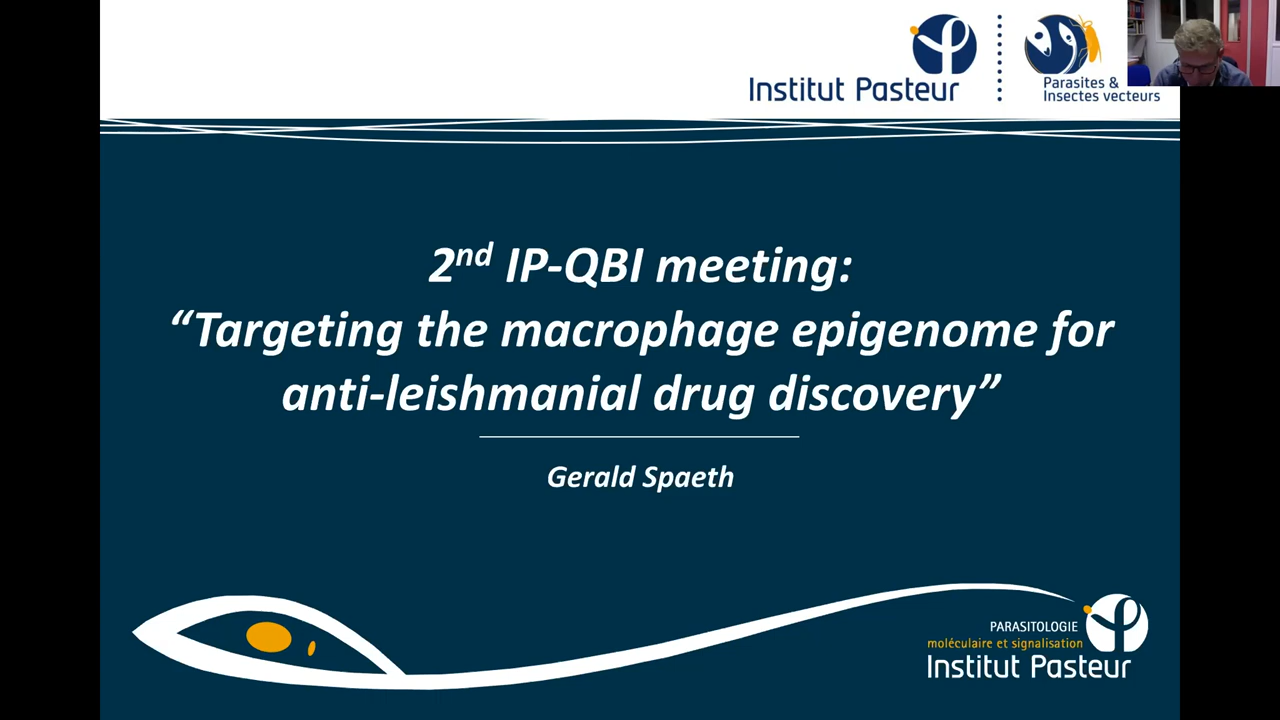 Institut Pasteur
Parasites &
Insectes vecteurs
2nd IP-QBI meeting:
“Targeting the macrophage epigenome for
anti-leishmanial drug discovery”
Gerald Spaeth
PARASITOLOGIE
moléculaire et signalisation
Institut Pasteur